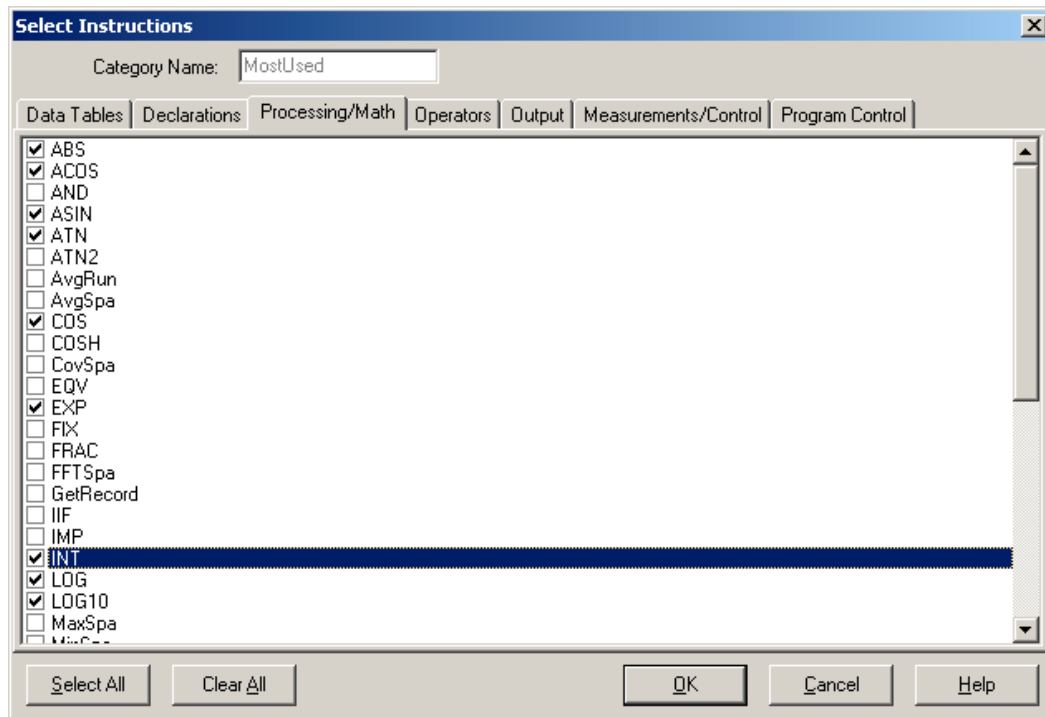 Select Instructions
Category Name: MostUsed
Data Tables Declarations Processing/Math Operators Output Measurements/Control Program Control
ABS
ACOS
AND
ASIN
ATN
ATN2
AvgRun
AvgSpa
COS
COSH
CovSpa
EQV
EXP
FIX
FRAC
FFTSpa
GetRecord
IIF
IMP
INT
LOG
LOG10
MaxSpa
Select All Clear All OK Cancel Help